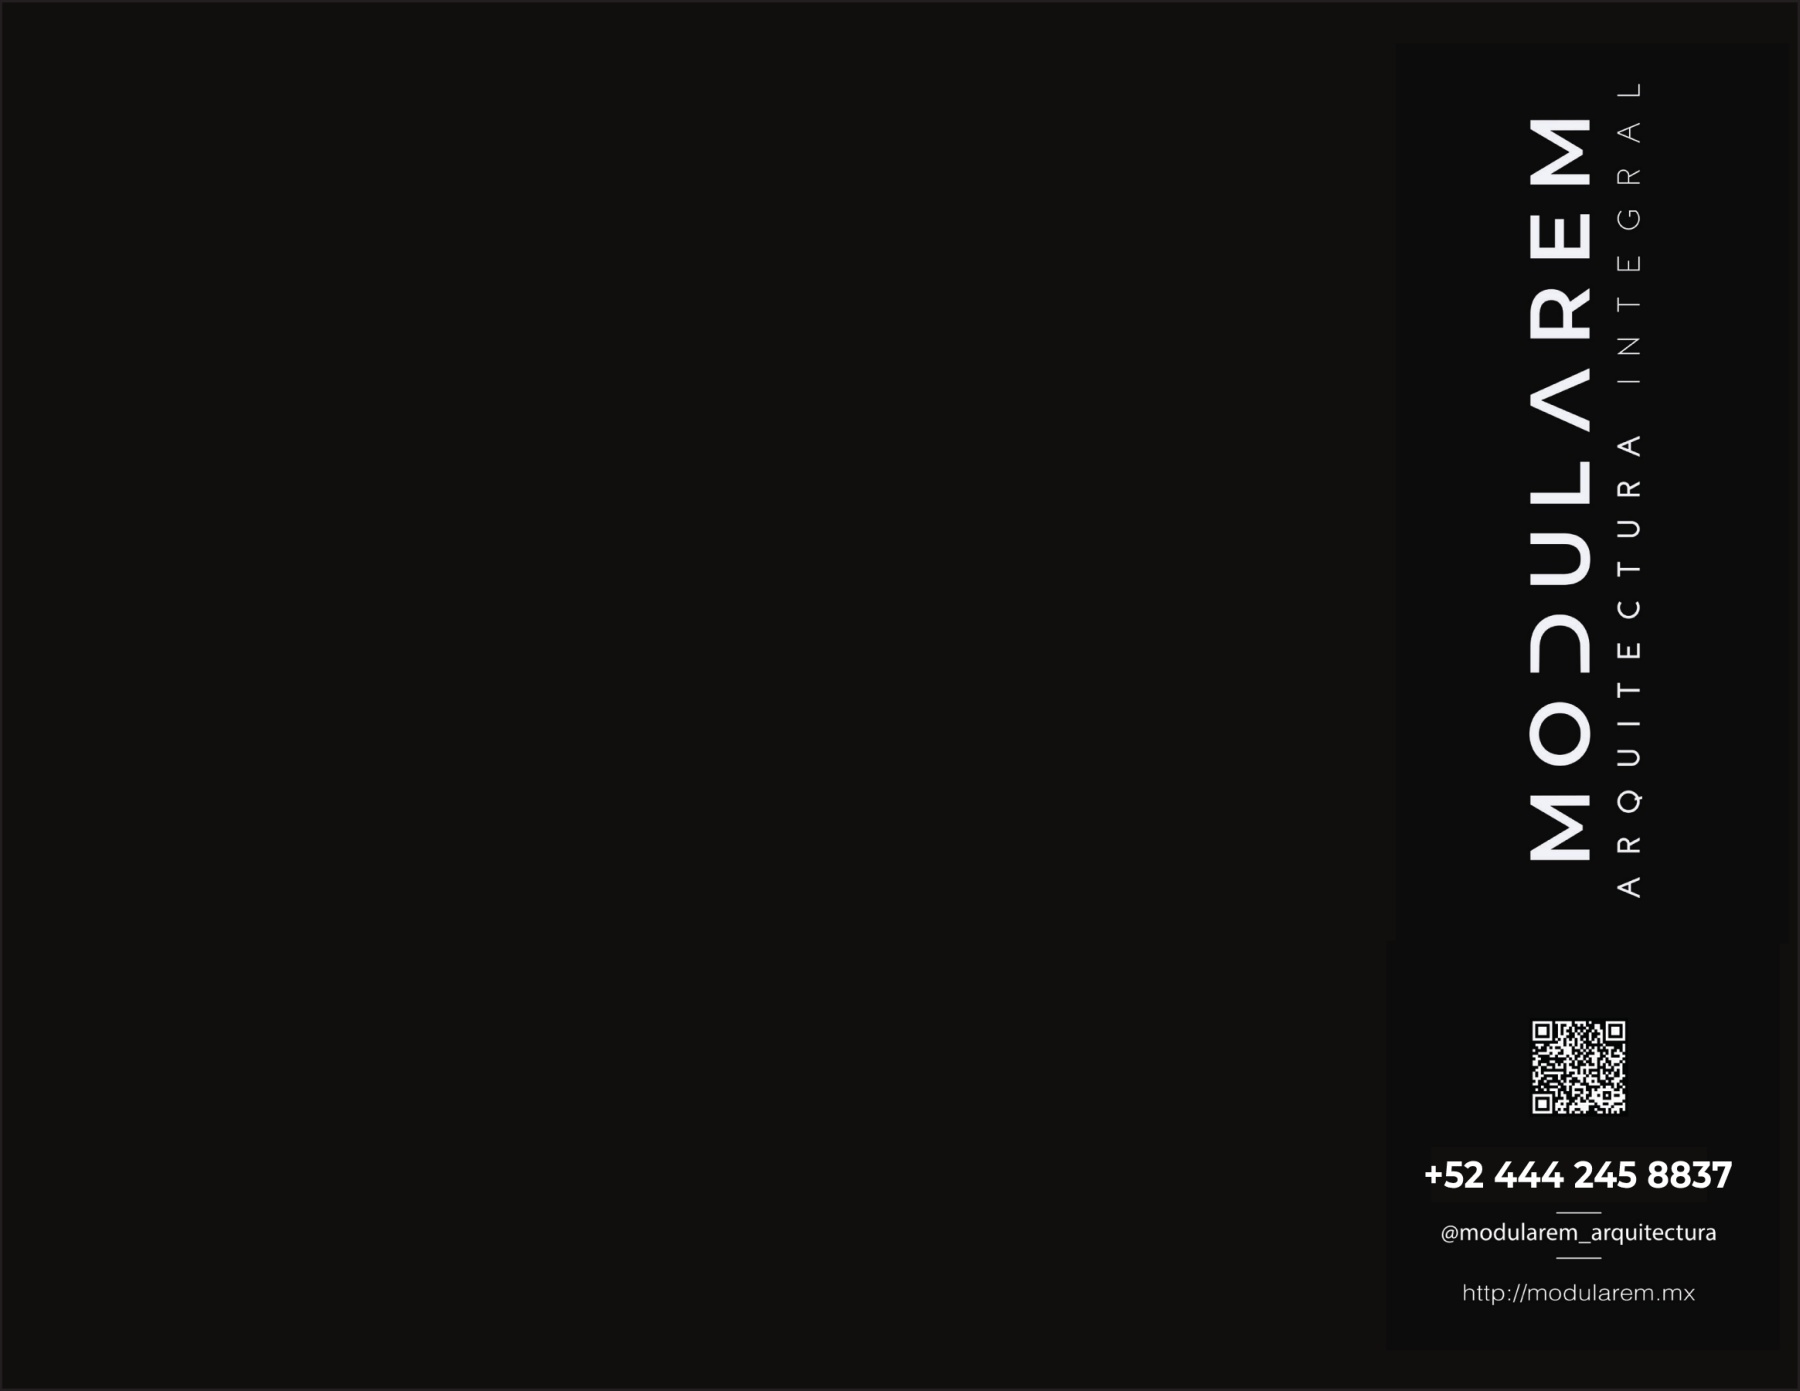 MODULAREM
ARQUITECTURA INTEGRAL
+52 444 245 8837
@modularem_arquitectura
http://modularem.mx